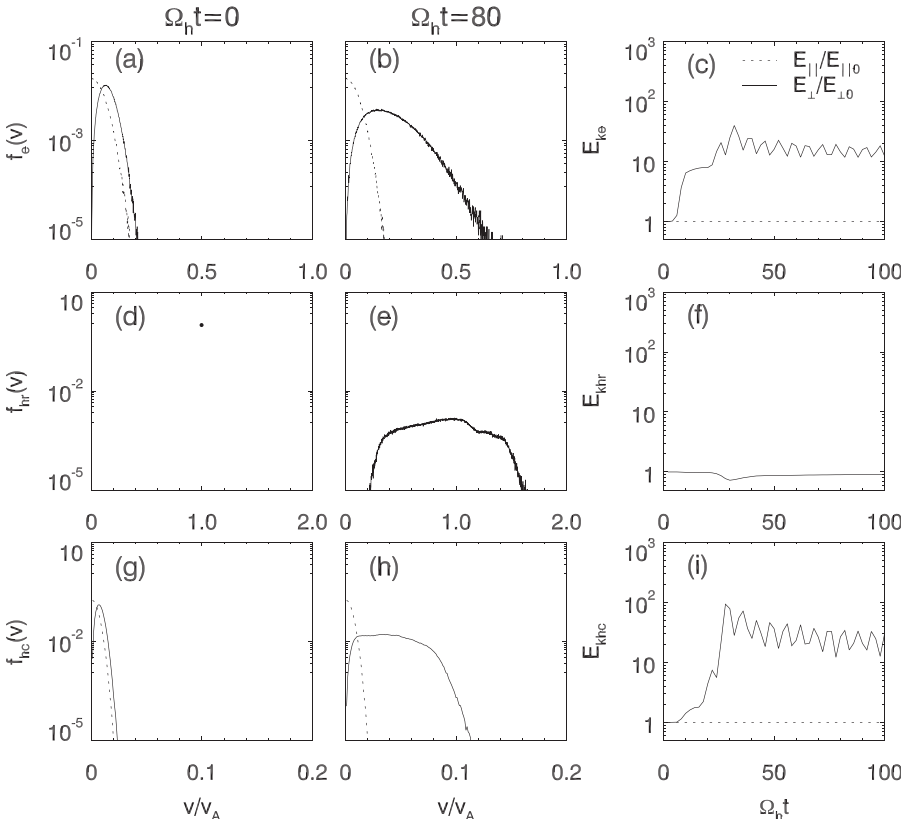 Ω_h t=0 Ω_h t=80
(a) (b) (c)
E_||/E_||0
E_⊥/E_⊥0
f_e(v)
10^-1
10^-3
10^-5
0 0.5 1.0
0 0.5 1.0
E_ke
10^3
10^2
10
1
0 50 100
(d) (e) (f)
f_hr(v)
10
10^-2
10^-5
0 1.0 2.0
0 1.0 2.0
E_khr
10^3
10^2
10
1
0 50 100
(g) (h) (i)
f_hc(v)
10
10^-2
10^-5
0 0.1 0.2
0 0.1 0.2
E_khc
10^3
10^2
10
1
0 50 100
v/v_A v/v_A Ω_h t